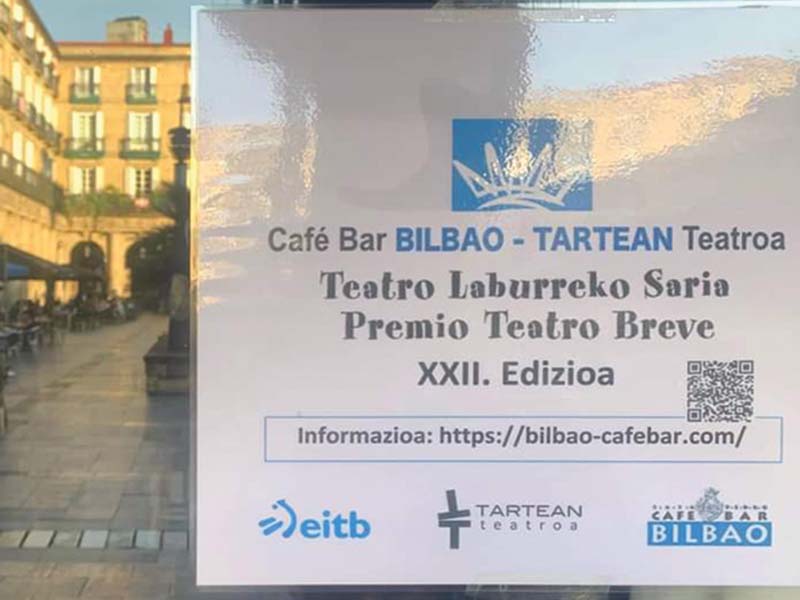 Café Bar BILBAO - TARTEAN Teatroa
Teatro Laburreko Saria
Premio Teatro Breve
XXII. Edizioa
Informazioa: https://bilbao-cafebar.com/
eitb
TARTEAN
teatroa
CAFE BAR
BILBAO